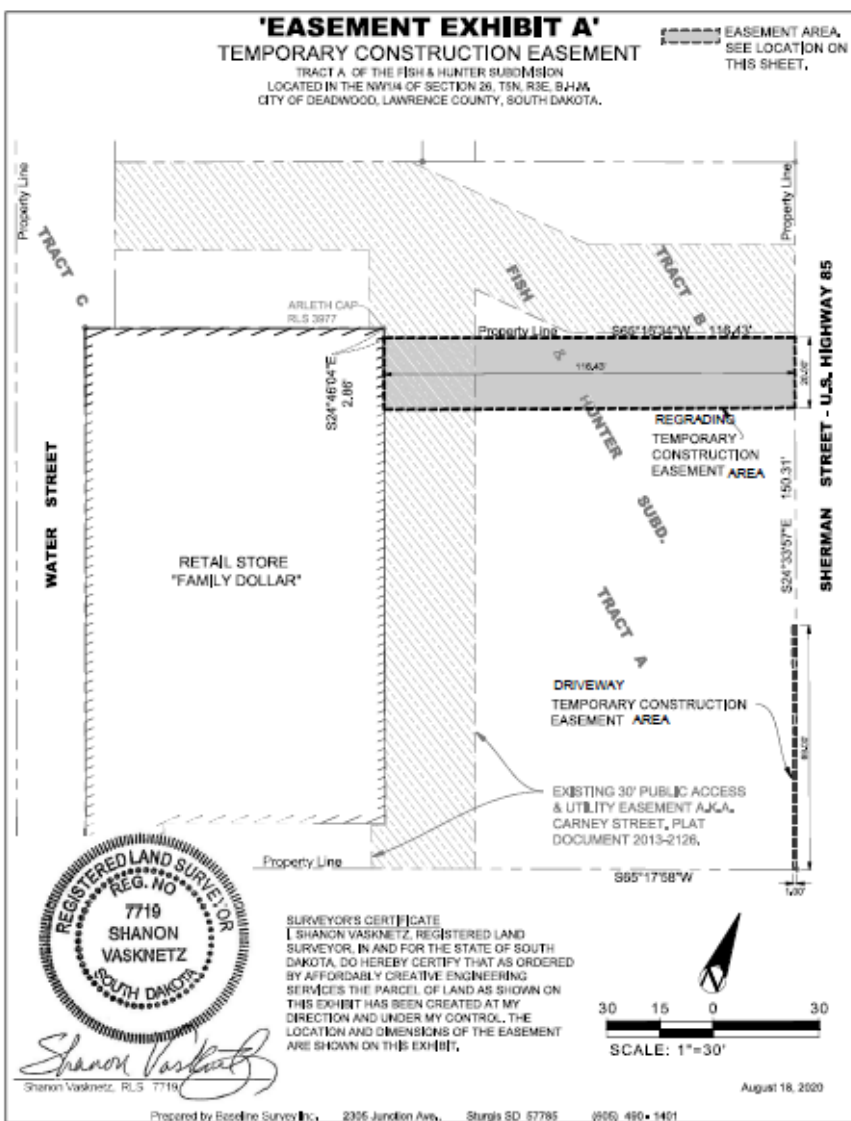 'EASEMENT EXHIBIT A'
TEMPORARY CONSTRUCTION EASEMENT
TRACT A OF THE FISH & HUNTER SUBDIVISION
LOCATED IN THE NW1/4 OF SECTION 26, T5N, R3E, B.H.M.
CITY OF DEADWOOD, LAWRENCE COUNTY, SOUTH DAKOTA.
EASEMENT AREA.
SEE LOCATION ON
THIS SHEET.
Property Line
Property Line
TRACT C
FISH
TRACT B
ARLETH CAP
RLS 3977
Property Line
S65°16'34"W 116.43'
&
116.43'
20.00'
S24°46'04"E
2.86'
HUNTER
REGRADING
TEMPORARY
CONSTRUCTION
EASEMENT AREA
SUBD.
S24°33'57"E 150.31'
SHERMAN STREET - U.S. HIGHWAY 85
WATER STREET
RETAIL STORE
"FAMILY DOLLAR"
TRACT A
DRIVEWAY
TEMPORARY CONSTRUCTION
EASEMENT AREA
EXISTING 30' PUBLIC ACCESS
& UTILITY EASEMENT A.K.A.
CARNEY STREET, PLAT
DOCUMENT 2013-2126.
Property Line
S65°17'58"W
1.00'
REGISTERED LAND SURVEYOR
REG. NO
7719
SHANON
VASKNETZ
SOUTH DAKOTA
SURVEYOR'S CERTIFICATE
I, SHANON VASKNETZ, REGISTERED LAND
SURVEYOR, IN AND FOR THE STATE OF SOUTH
DAKOTA, DO HEREBY CERTIFY THAT AS ORDERED
BY AFFORDABLY CREATIVE ENGINEERING
SERVICES THE PARCEL OF LAND AS SHOWN ON
THIS EXHIBIT HAS BEEN CREATED AT MY
DIRECTION AND UNDER MY CONTROL. THE
LOCATION AND DIMENSIONS OF THE EASEMENT
ARE SHOWN ON THIS EXHIBIT.
N
30 15 0 30
SCALE: 1"=30'
Shanon Vasknetz
Shanon Vasknetz, RLS 7719
August 18, 2020
Prepared by Baseline Survey Inc. 2305 Junction Ave., Sturgis SD 57785 (605) 490-1401